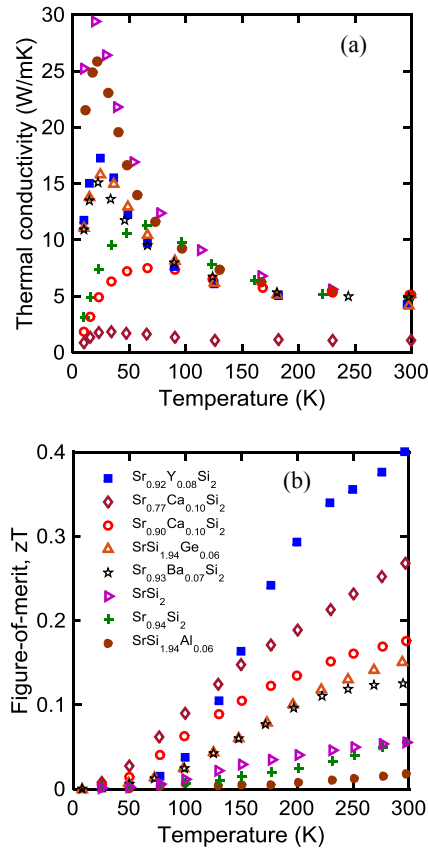 30
(a)
25
20
15
10
5
0
0 50 100 150 200 250 300
Thermal conductivity (W/mK)
Temperature (K)
0.4
(b)
Sr₀.₉₂Y₀.₀₈Si₂
Sr₀.₇₇Ca₀.₁₀Si₂
Sr₀.₉₀Ca₀.₁₀Si₂
SrSi₁.₉₄Ge₀.₀₆
Sr₀.₉₃Ba₀.₀₇Si₂
SrSi₂
Sr₀.₉₄Si₂
SrSi₁.₉₄Al₀.₀₆
0.3
0.2
0.1
0
0 50 100 150 200 250 300
Figure-of-merit, zT
Temperature (K)